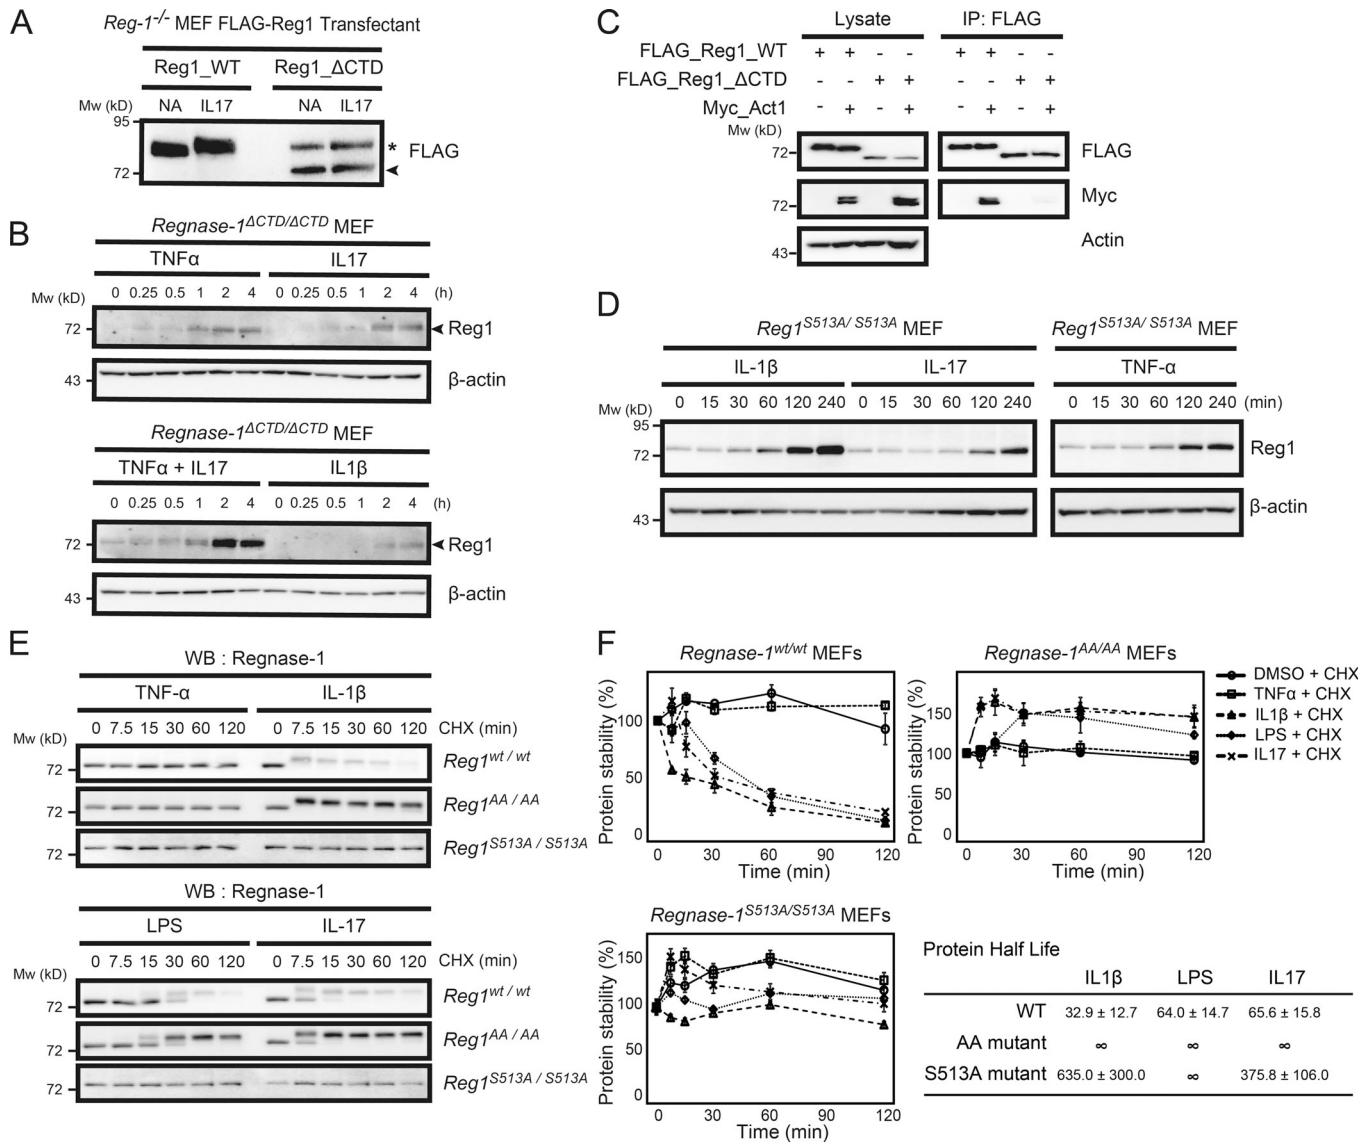 A
Reg-1-/- MEF FLAG-Reg1 Transfectant
Reg1_WT Reg1_ΔCTD
Mw (kD) NA IL17 NA IL17
95
* FLAG
72
B
Regnase-1ΔCTD/ΔCTD MEF
TNFα IL17
Mw (kD) 0 0.25 0.5 1 2 4 0 0.25 0.5 1 2 4 (h)
72 Reg1
43 β-actin
Regnase-1ΔCTD/ΔCTD MEF
TNFα + IL17 IL1β
0 0.25 0.5 1 2 4 0 0.25 0.5 1 2 4 (h)
72 Reg1
43 β-actin
C
Lysate IP: FLAG
FLAG_Reg1_WT + + - - + + - -
FLAG_Reg1_ΔCTD - - + + - - + +
Myc_Act1 - + - + - + - +
Mw (kD)
72 FLAG
72 Myc
43 Actin
D
Reg1S513A/ S513A MEF Reg1S513A/ S513A MEF
IL-1β IL-17 TNF-α
Mw (kD) 0 15 30 60 120 240 0 15 30 60 120 240 0 15 30 60 120 240 (min)
95
72 Reg1
43 β-actin
E
WB : Regnase-1
TNF-α IL-1β
Mw (kD) 0 7.5 15 30 60 120 0 7.5 15 30 60 120 CHX (min)
72 Reg1wt / wt
72 Reg1AA / AA
72 Reg1S513A / S513A
WB : Regnase-1
LPS IL-17
Mw (kD) 0 7.5 15 30 60 120 0 7.5 15 30 60 120 CHX (min)
72 Reg1wt / wt
72 Reg1AA / AA
72 Reg1S513A / S513A
F
Regnase-1wt/wt MEFs
Protein stability (%)
100
50
0
0 30 60 90 120
Time (min)
Regnase-1AA/AA MEFs
Protein stability (%)
150
100
50
0
0 30 60 90 120
Time (min)
DMSO + CHX
TNFα + CHX
IL1β + CHX
LPS + CHX
IL17 + CHX
Regnase-1S513A/S513A MEFs
Protein stability (%)
150
100
50
0
0 30 60 90 120
Time (min)
Protein Half Life
IL1β LPS IL17
WT 32.9 ± 12.7 64.0 ± 14.7 65.6 ± 15.8
AA mutant ∞ ∞ ∞
S513A mutant 635.0 ± 300.0 ∞ 375.8 ± 106.0